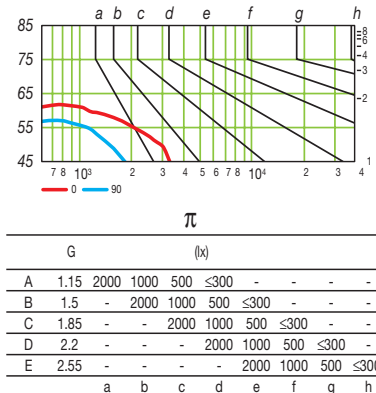 a b c d e f g h
85
75
65
55
45
8
6
5
4
3
2
1
7 8 10³ 2 3 4 5 6 7 8 10⁴ 2 3 4
0 90
π
G (lx)
A 1.15 2000 1000 500 ≤300 - - - -
B 1.5 - 2000 1000 500 ≤300 - - -
C 1.85 - - 2000 1000 500 ≤300 - -
D 2.2 - - - 2000 1000 500 ≤300 -
E 2.55 - - - - 2000 1000 500 ≤300
a b c d e f g h